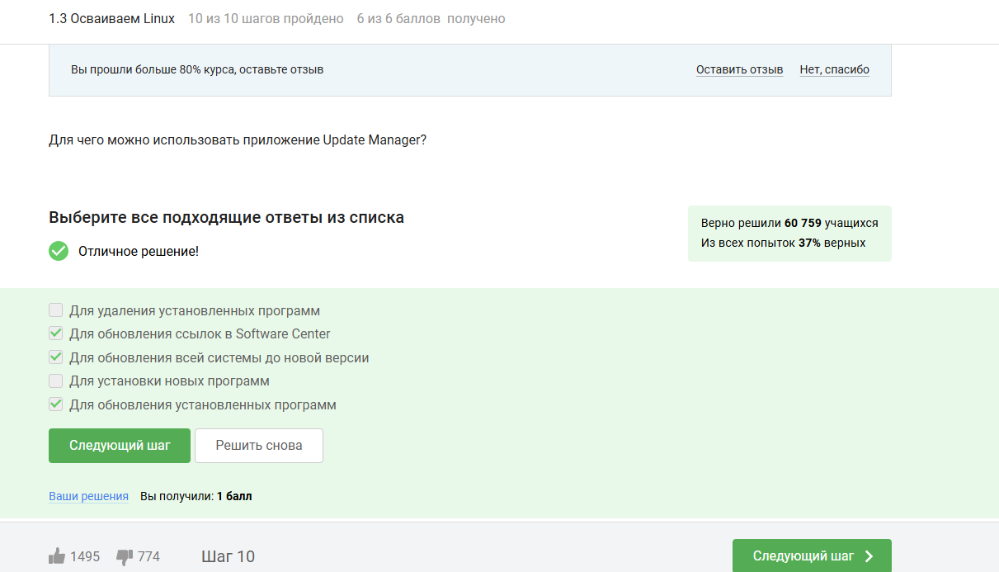 1.3 Осваиваем Linux 10 из 10 шагов пройдено 6 из 6 баллов получено
Вы прошли больше 80% курса, оставьте отзыв Оставить отзыв Нет, спасибо
Для чего можно использовать приложение Update Manager?
Выберите все подходящие ответы из списка
Верно решили 60 759 учащихся
Из всех попыток 37% верных
Отличное решение!
Для удаления установленных программ
Для обновления ссылок в Software Center
Для обновления всей системы до новой версии
Для установки новых программ
Для обновления установленных программ
Следующий шаг Решить снова
Ваши решения Вы получили: 1 балл
1495 774 Шаг 10 Следующий шаг